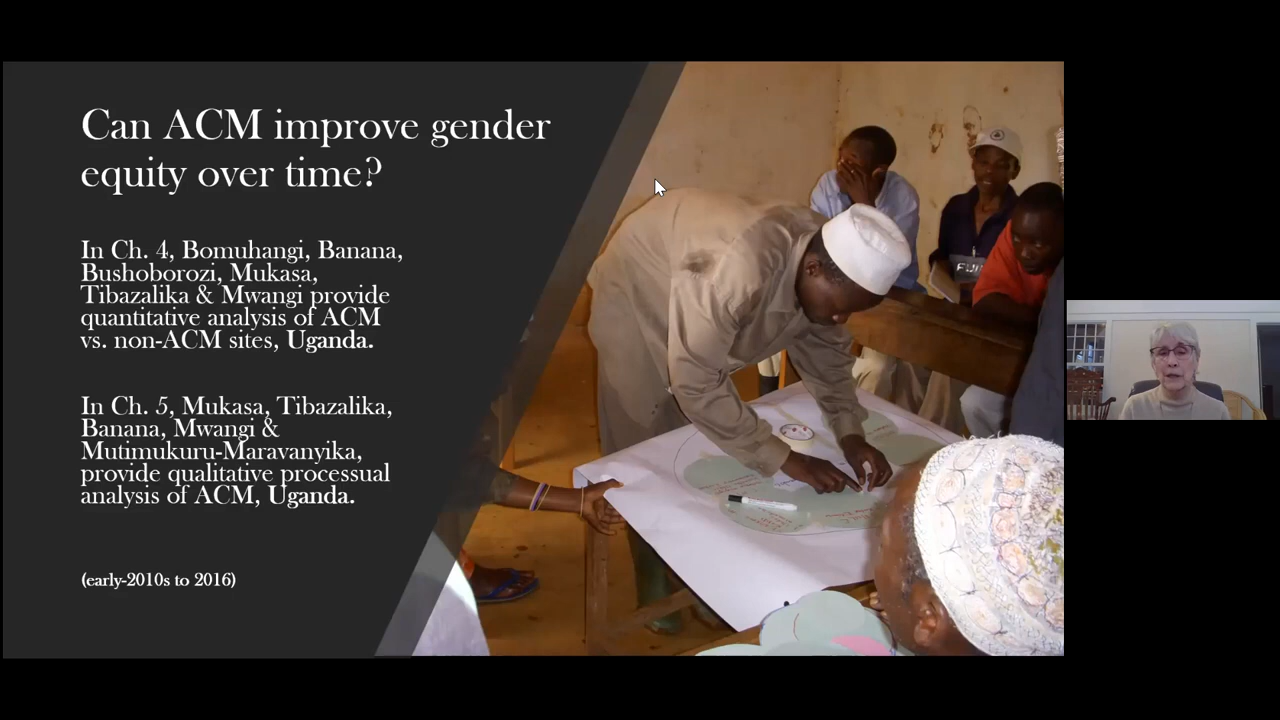 Can ACM improve gender
equity over time?
In Ch. 4, Bomuhangi, Banana,
Bushoborozi, Mukasa,
Tibazalika & Mwangi provide
quantitative analysis of ACM
vs. non-ACM sites, Uganda.
In Ch. 5, Mukasa, Tibazalika,
Banana, Mwangi &
Mutimukuru-Maravanyika,
provide qualitative processual
analysis of ACM, Uganda.
(early-2010s to 2016)